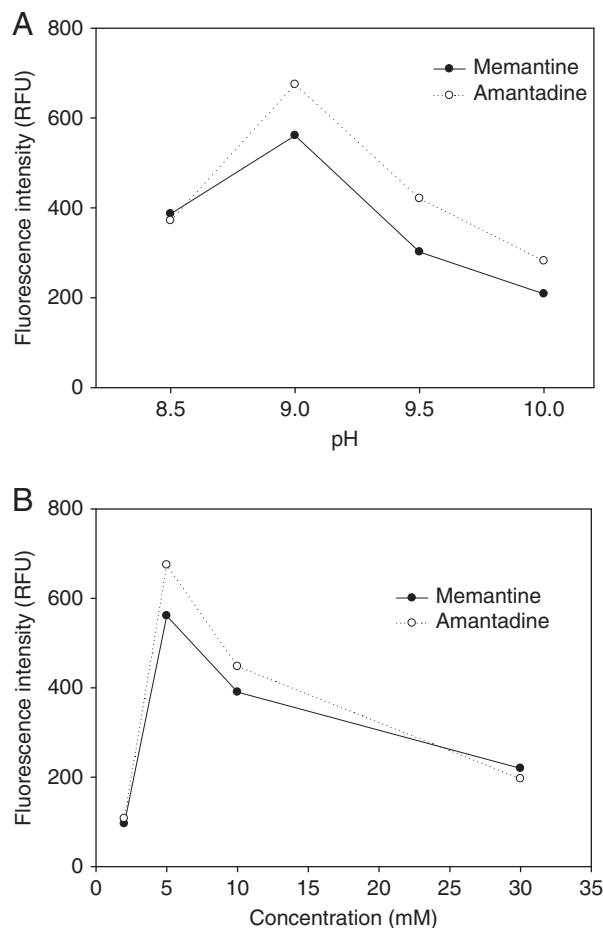 A
Fluorescence intensity (RFU)
800
600
400
200
0
Memantine
Amantadine
8.5 9.0 9.5 10.0
pH
B
Fluorescence intensity (RFU)
800
600
400
200
0
Memantine
Amantadine
0 5 10 15 20 25 30 35
Concentration (mM)